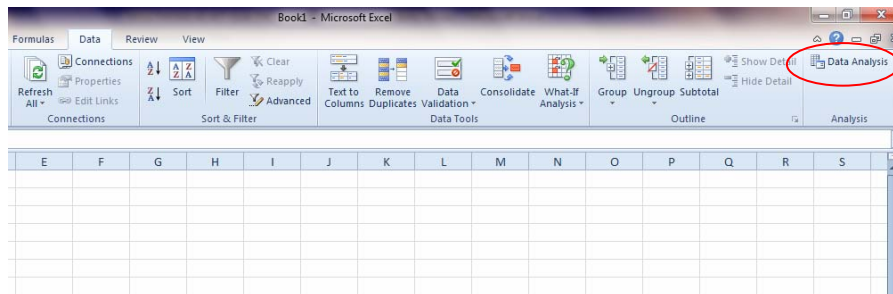 Book1 - Microsoft Excel
Formulas Data Review View
Refresh All
Connections
Properties
Edit Links
Connections
Sort
Filter
Clear
Reapply
Advanced
Sort & Filter
Text to Columns
Remove Duplicates
Data Validation
Consolidate
What-If Analysis
Data Tools
Group
Ungroup
Subtotal
Show Detail
Hide Detail
Outline
Data Analysis
Analysis
E F G H I J K L M N O P Q R S